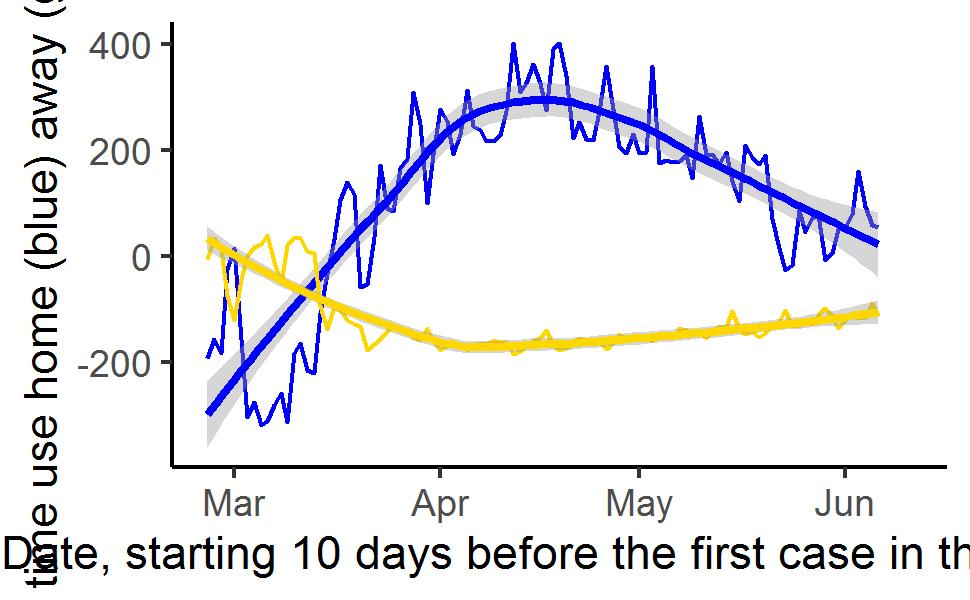 time use home (blue) away (g
400
200
0
-200
Mar Apr May Jun
Date, starting 10 days before the first case in th